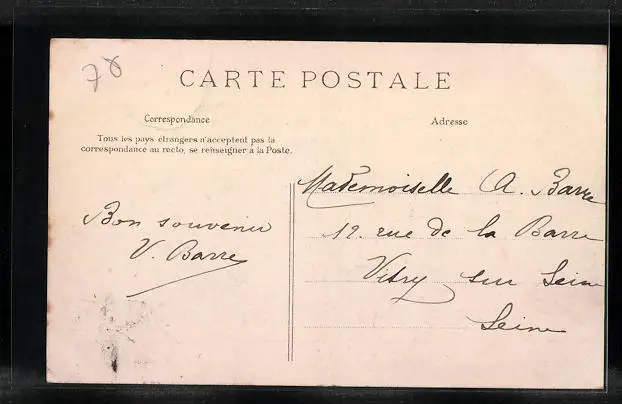 78
CARTE POSTALE
Correspondance
Adresse
Tous les pays étrangers n'acceptent pas la
correspondance au recto, se renseigner à la Poste.
Bon souvenir
V. Barre
Mademoiselle A. Barre
12. rue de la Barre
Vitry sur Seine
Seine